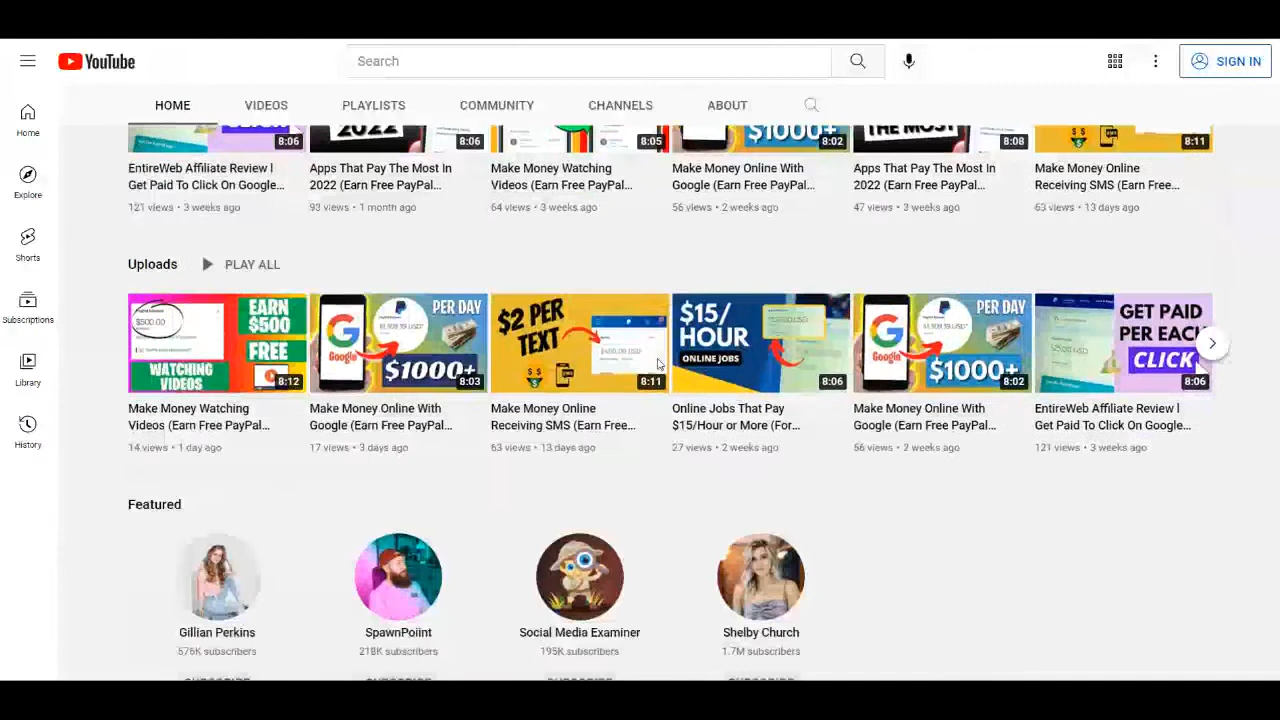 YouTube
Search
SIGN IN
HOME
VIDEOS
PLAYLISTS
COMMUNITY
CHANNELS
ABOUT
Home
Explore
Shorts
Subscriptions
Library
History
2022
$1000+
THE MOST
8:06
8:06
8:05
8:02
8:08
8:11
EntireWeb Affiliate Review |
Get Paid To Click On Google...
121 views • 3 weeks ago
Apps That Pay The Most In
2022 (Earn Free PayPal...
93 views • 1 month ago
Make Money Watching
Videos (Earn Free PayPal...
64 views • 3 weeks ago
Make Money Online With
Google (Earn Free PayPal...
56 views • 2 weeks ago
Apps That Pay The Most In
2022 (Earn Free PayPal...
47 views • 3 weeks ago
Make Money Online
Receiving SMS (Earn Free...
63 views • 13 days ago
Uploads
PLAY ALL
$500.00
EARN
$500
FREE
WATCHING
VIDEOS
8:12
Make Money Watching
Videos (Earn Free PayPal...
14 views • 1 day ago
Google
PER DAY
$1000+
8:03
Make Money Online With
Google (Earn Free PayPal...
17 views • 3 days ago
$2 PER
TEXT
8:11
Make Money Online
Receiving SMS (Earn Free...
63 views • 13 days ago
$15/
HOUR
ONLINE JOBS
8:06
Online Jobs That Pay
$15/Hour or More (For...
27 views • 2 weeks ago
Google
PER DAY
$1000+
8:02
Make Money Online With
Google (Earn Free PayPal...
56 views • 2 weeks ago
GET PAID
PER EACH
CLICK
8:06
EntireWeb Affiliate Review |
Get Paid To Click On Google...
121 views • 3 weeks ago
Featured
Gillian Perkins
576K subscribers
SpawnPoiint
218K subscribers
Social Media Examiner
195K subscribers
Shelby Church
1.7M subscribers